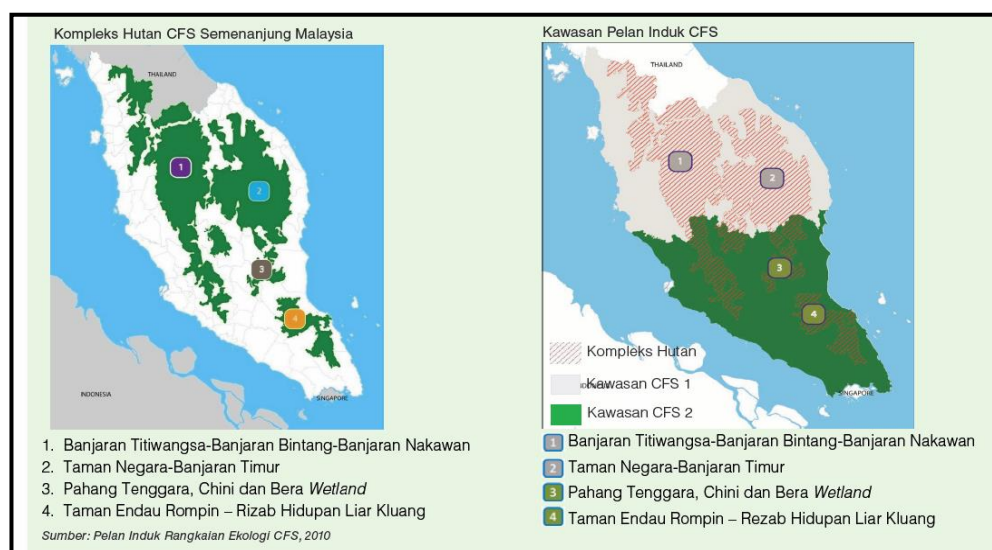 Kompleks Hutan CFS Semenanjung Malaysia
THAILAND
1
2
3
4
INDONESIA
SINGAPORE
1. Banjaran Titiwangsa-Banjaran Bintang-Banjaran Nakawan
2. Taman Negara-Banjaran Timur
3. Pahang Tenggara, Chini dan Bera Wetland
4. Taman Endau Rompin – Rizab Hidupan Liar Kluang
Sumber: Pelan Induk Rangkaian Ekologi CFS, 2010
Kawasan Pelan Induk CFS
THAILAND
1
2
3
4
Kompleks Hutan
Kawasan CFS 1
SINGAPORE
Kawasan CFS 2
1 Banjaran Titiwangsa-Banjaran Bintang-Banjaran Nakawan
2 Taman Negara-Banjaran Timur
3 Pahang Tenggara, Chini dan Bera Wetland
4 Taman Endau Rompin – Rezab Hidupan Liar Kluang